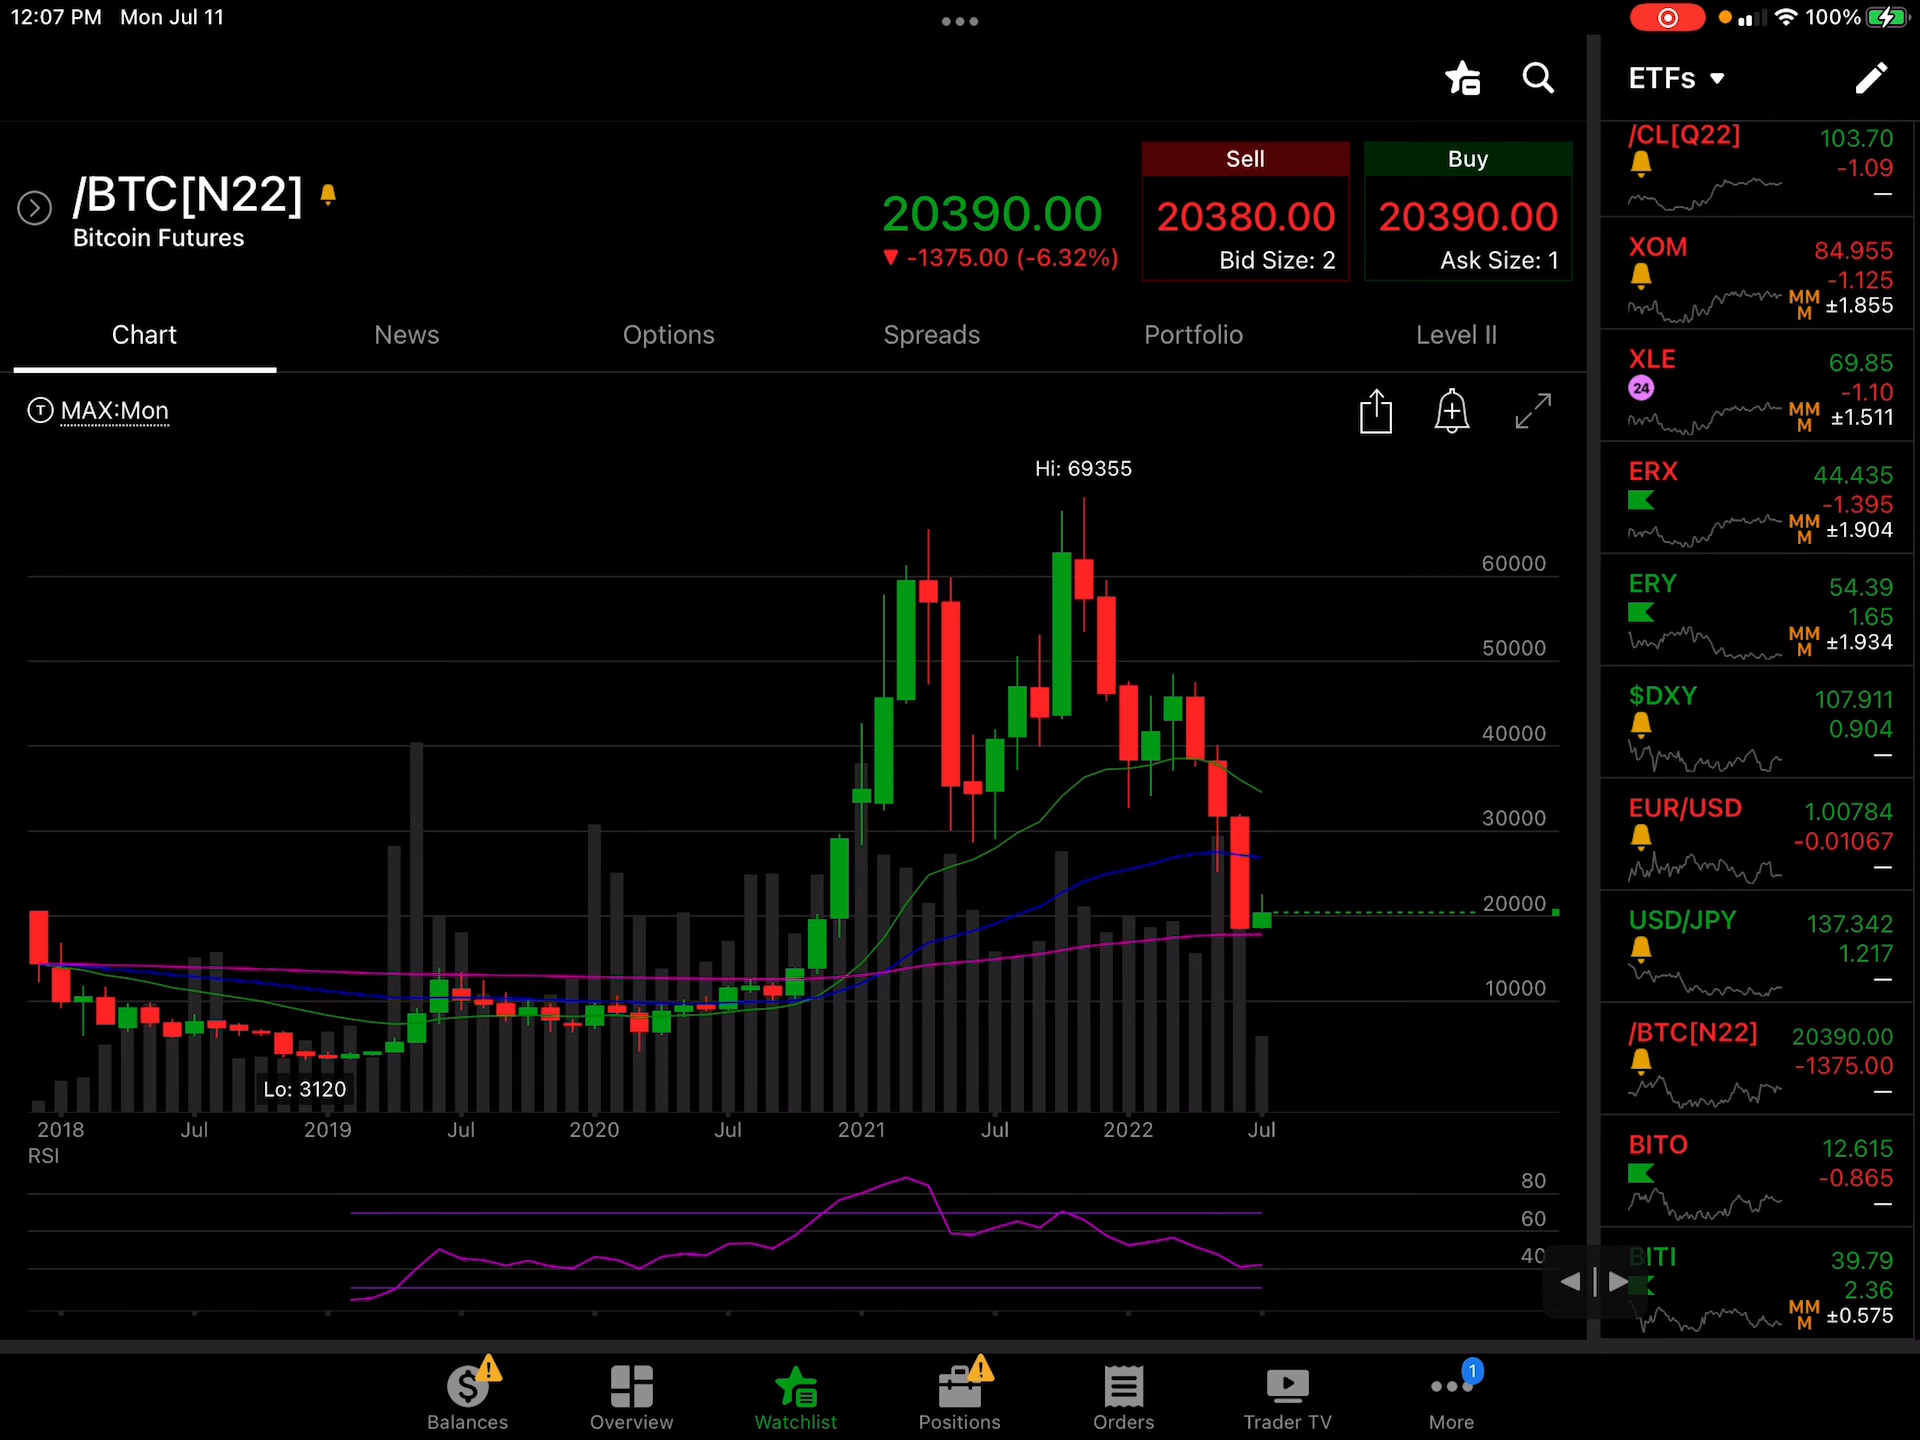 12:07 PM Mon Jul 11
100%
ETFs
/BTC[N22]
Bitcoin Futures
20390.00
-1375.00 (-6.32%)
Sell
20380.00
Bid Size: 2
Buy
20390.00
Ask Size: 1
Chart
News
Options
Spreads
Portfolio
Level II
T MAX:Mon
Hi: 69355
60000
50000
40000
30000
20000
10000
Lo: 3120
2018
Jul
2019
Jul
2020
Jul
2021
Jul
2022
Jul
RSI
80
60
40
/CL[Q22]
103.70
-1.09
—
XOM
84.955
-1.125
MM
M
±1.855
XLE
24
69.85
-1.10
MM
M
±1.511
ERX
44.435
-1.395
MM
M
±1.904
ERY
54.39
1.65
MM
M
±1.934
$DXY
107.911
0.904
—
EUR/USD
1.00784
-0.01067
—
USD/JPY
137.342
1.217
—
/BTC[N22]
20390.00
-1375.00
—
BITO
12.615
-0.865
—
BITI
39.79
2.36
MM
M
±0.575
Balances
Overview
Watchlist
Positions
Orders
Trader TV
1
More